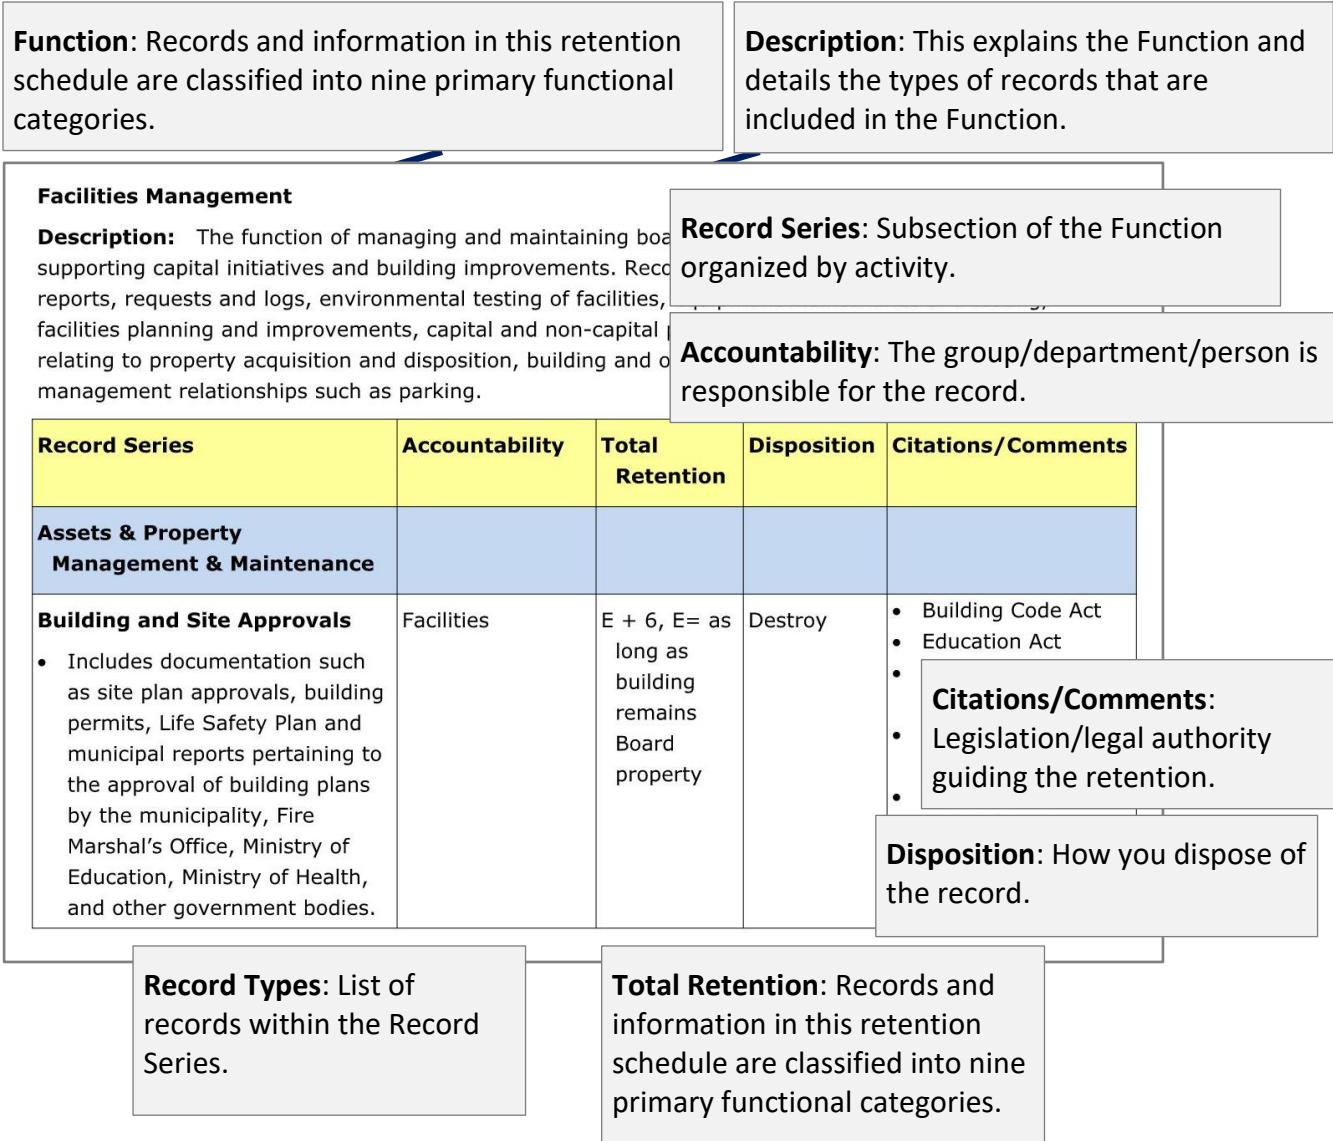 Function: Records and information in this retention
schedule are classified into nine primary functional
categories.
Description: This explains the Function and
details the types of records that are
included in the Function.
Facilities Management
Description: The function of managing and maintaining
supporting capital initiatives and building improvements.
reports, requests and logs, environmental testing of facilities,
facilities planning and improvements, capital and non-capital
relating to property acquisition and disposition, building and
management relationships such as parking.
Record Series: Subsection of the Function
organized by activity.
Accountability: The group/department/person is
responsible for the record.
Record Series
Accountability
Total
Retention
Disposition
Citations/Comments
Assets & Property
Management & Maintenance
Building and Site Approvals
• Includes documentation such
as site plan approvals, building
permits, Life Safety Plan and
municipal reports pertaining to
the approval of building plans
by the municipality, Fire
Marshal’s Office, Ministry of
Education, Ministry of Health,
and other government bodies.
Facilities
E + 6, E= as
long as
building
remains
Board
property
Destroy
• Building Code Act
• Education Act
•
•
•
Citations/Comments:
Legislation/legal authority
guiding the retention.
Disposition: How you dispose of
the record.
Record Types: List of
records within the Record
Series.
Total Retention: Records and
information in this retention
schedule are classified into nine
primary functional categories.